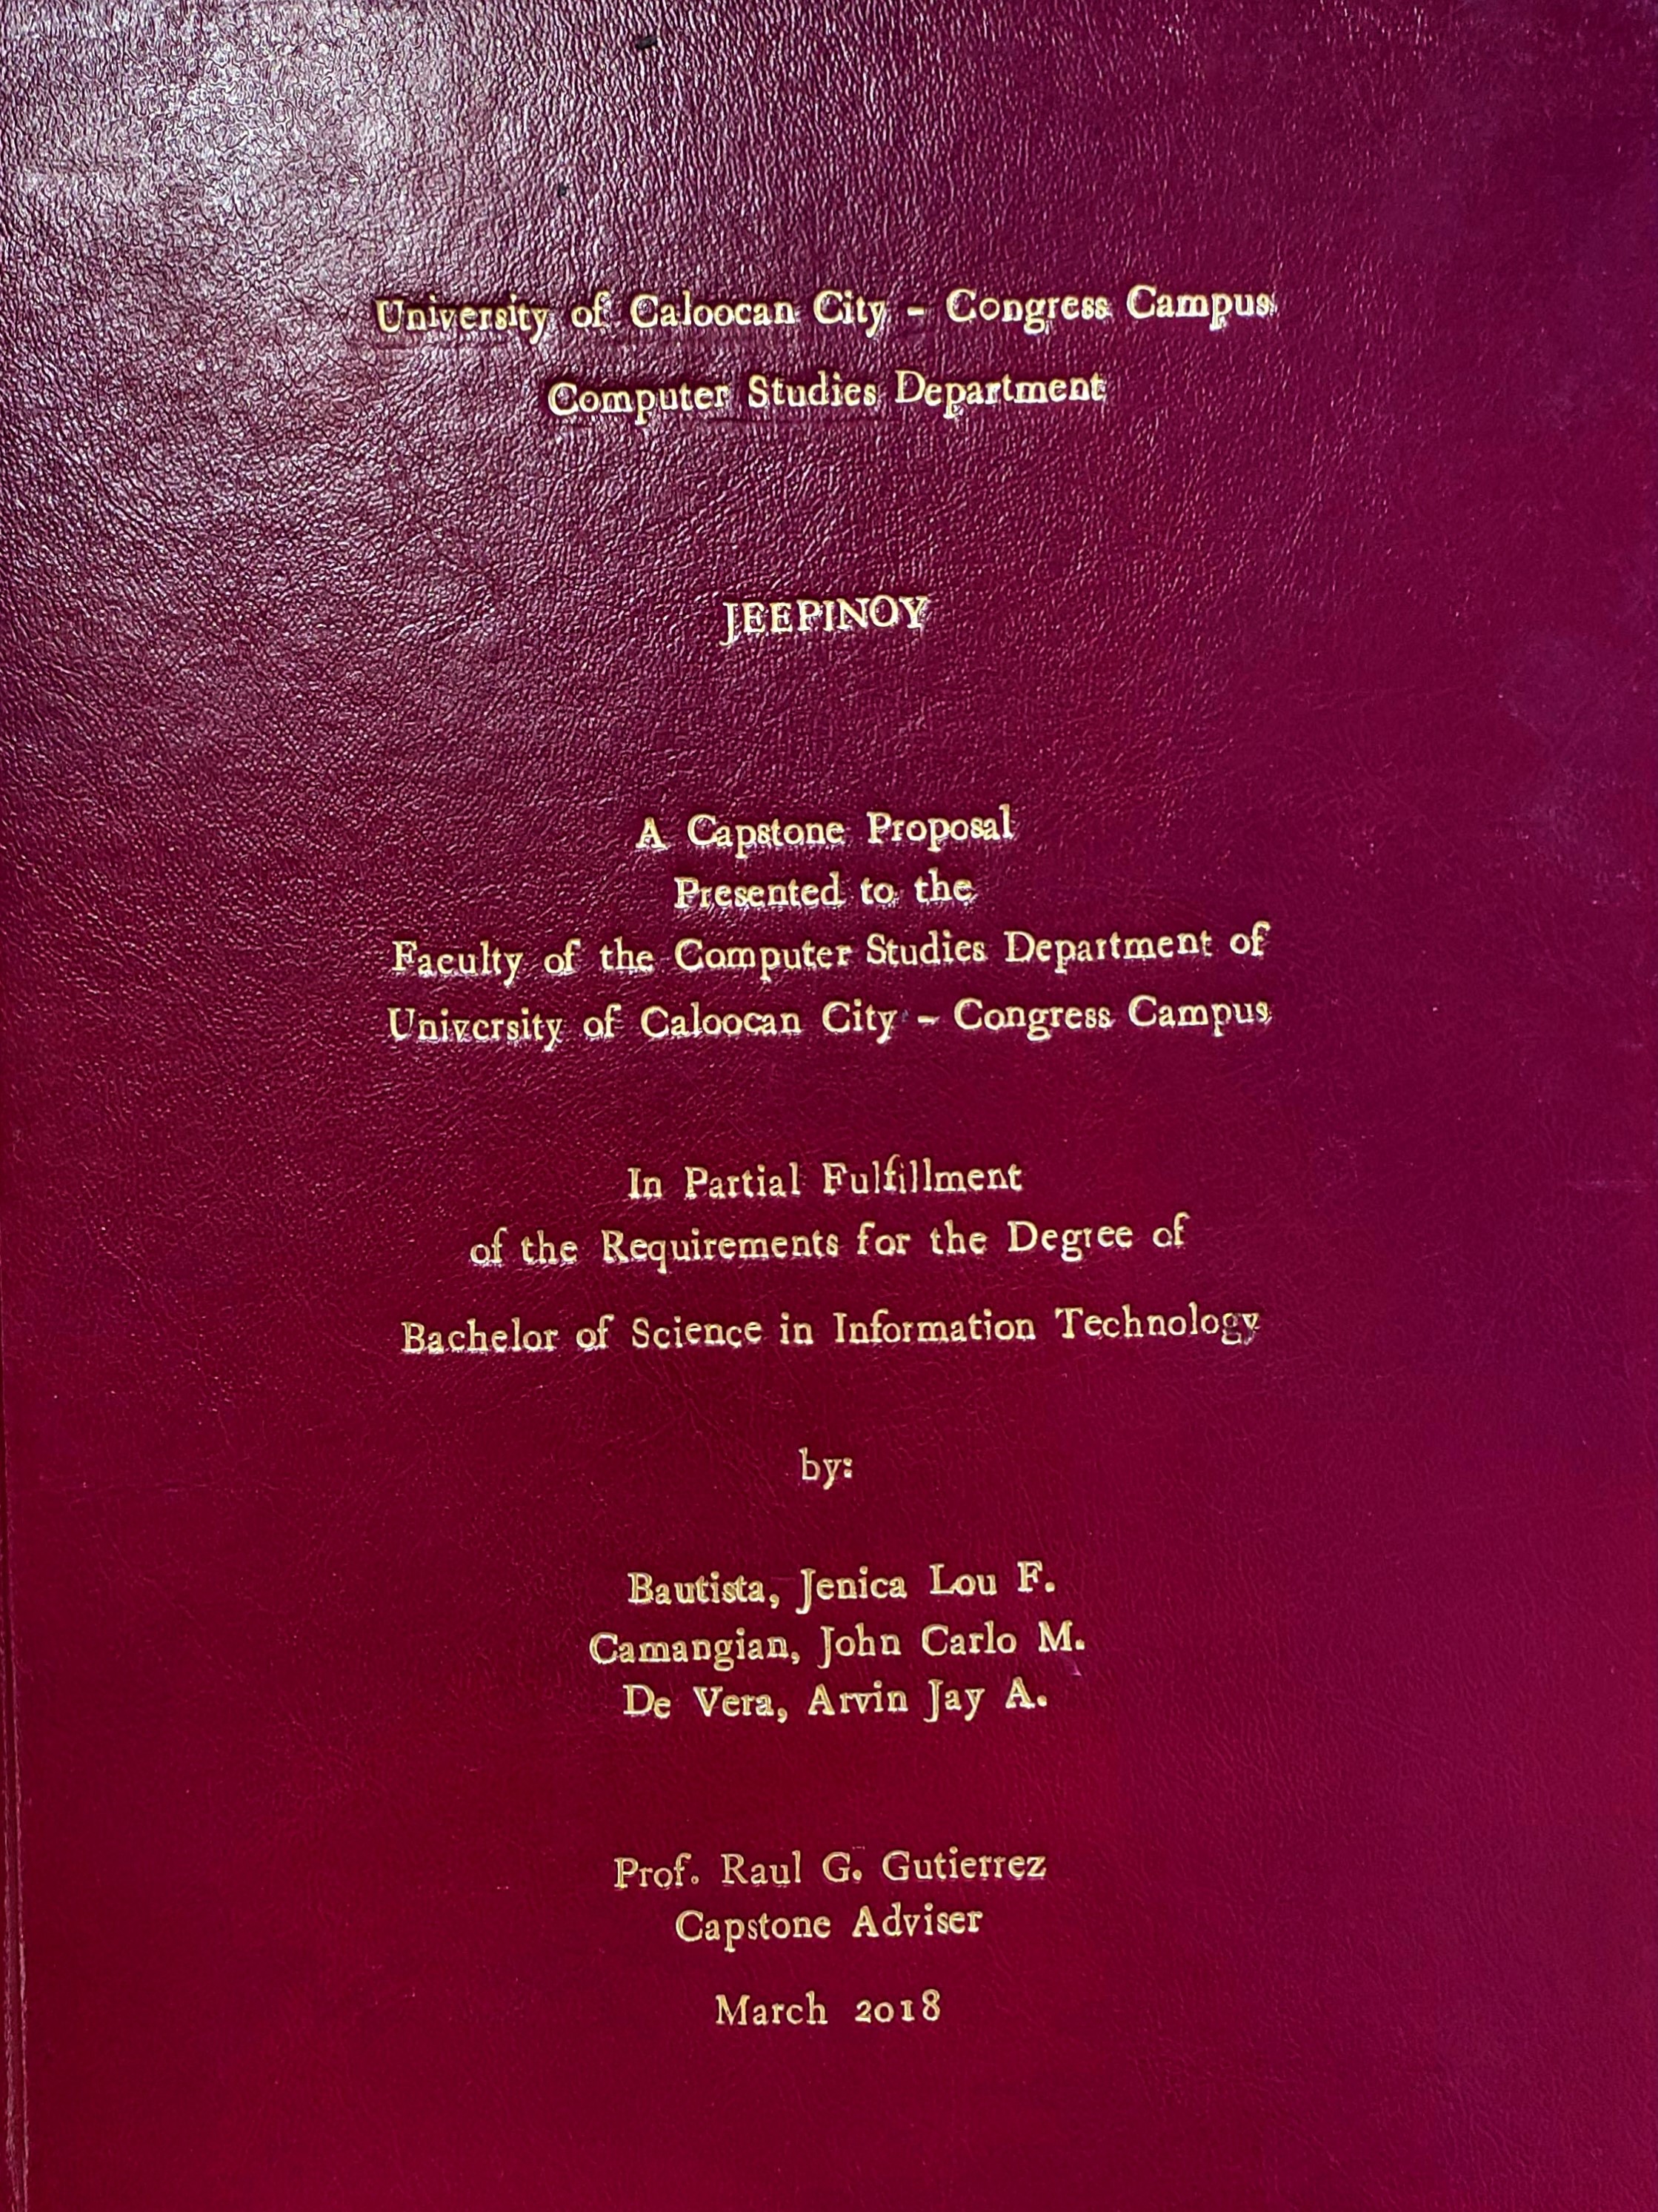 University of Caloocan City - Congress Campus
Computer Studies Department
JEEPINOY
A Capstone Proposal
Presented to the
Faculty of the Computer Studies Department of
University of Caloocan City - Congress Campus
In Partial Fulfillment
of the Requirements for the Degree of
Bachelor of Science in Information Technology
by:
Bautista, Jenica Lou F.
Camangian, John Carlo M.
De Vera, Arvin Jay A.
Prof. Raul G. Gutierrez
Capstone Adviser
March 2018